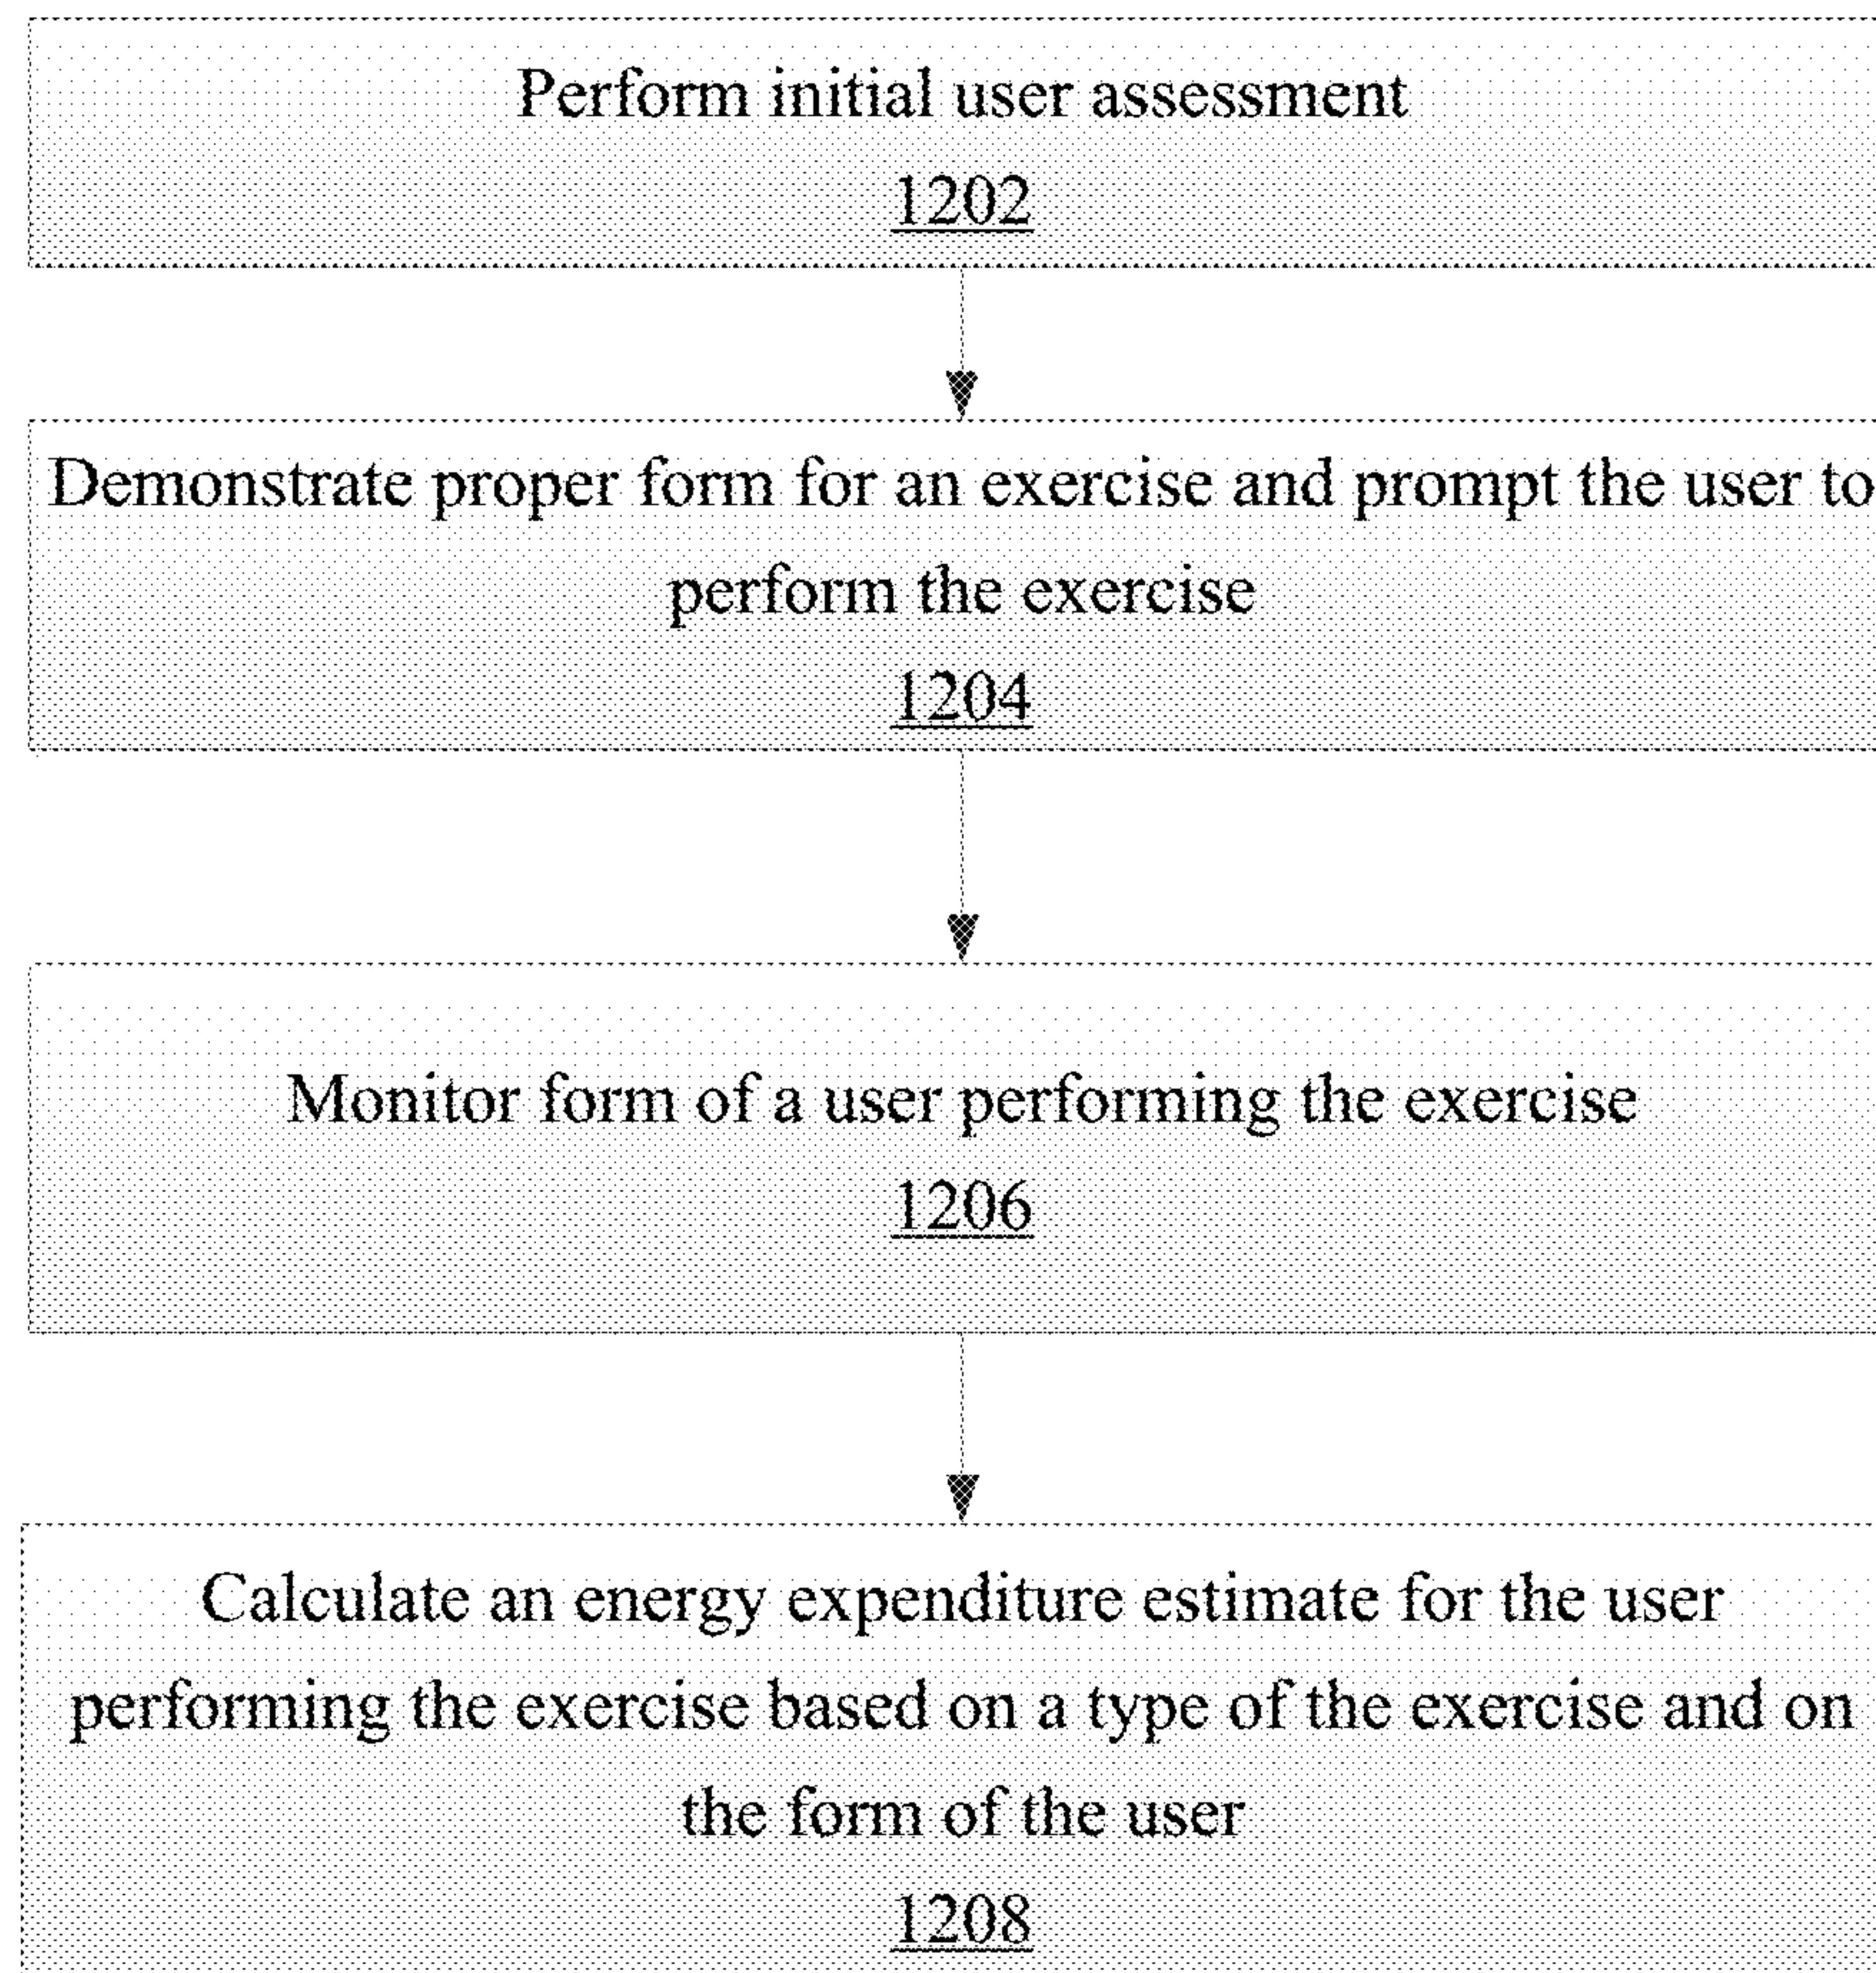 Perform initial user assessment
1202
Demonstrate proper form for an exercise and prompt the user to
perform the exercise
1204
Monitor form of a user performing the exercise
1206
Calculate an energy expenditure estimate for the user
performing the exercise based on a type of the exercise and on
the form of the user
1208